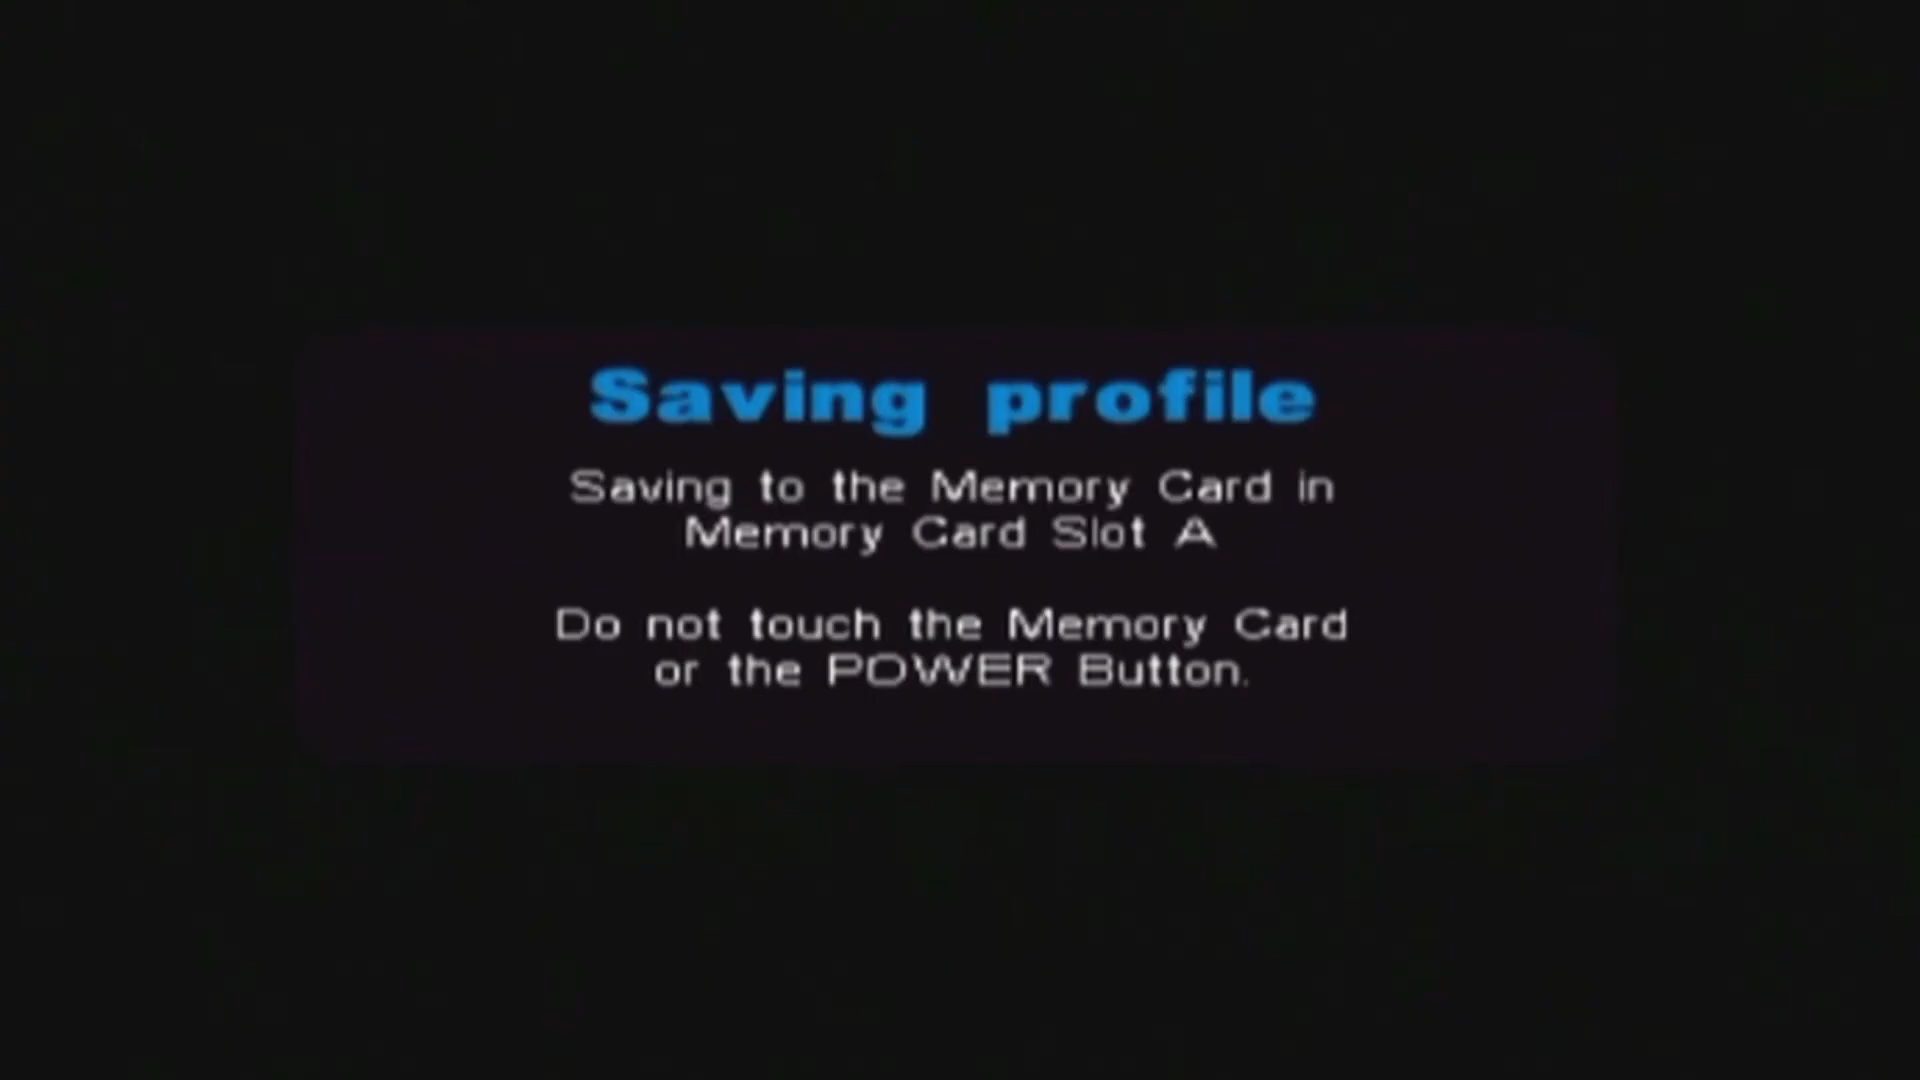 Saving profile
Saving to the Memory Card in
Memory Card Slot A
Do not touch the Memory Card
or the POWER Button.